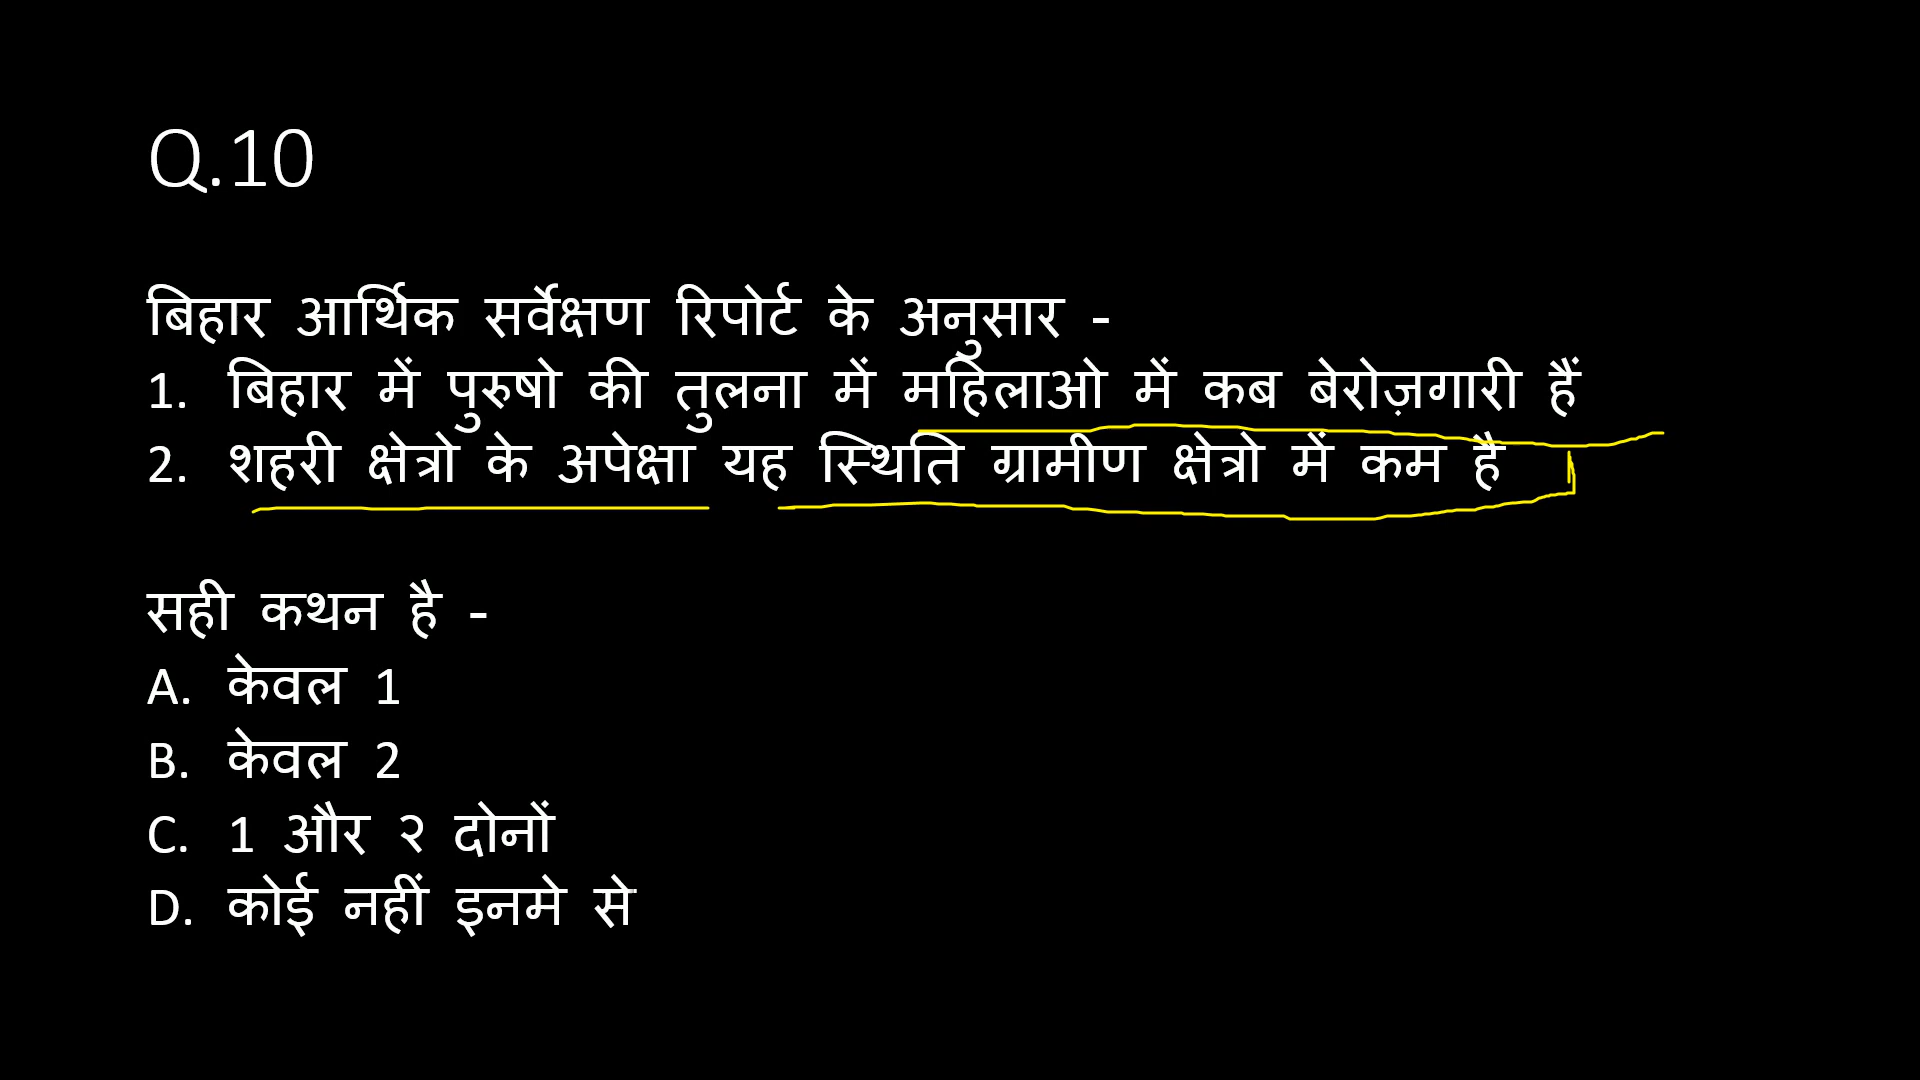 Q.10
बिहार आर्थिक सर्वेक्षण रिपोर्ट के अनुसार -
1. बिहार में पुरुषो की तुलना में महिलाओ में कब बेरोज़गारी हैं
2. शहरी क्षेत्रो के अपेक्षा यह स्थिति ग्रामीण क्षेत्रो में कम है
सही कथन है -
A. केवल 1
B. केवल 2
C. 1 और २ दोनों
D. कोई नहीं इनमे से